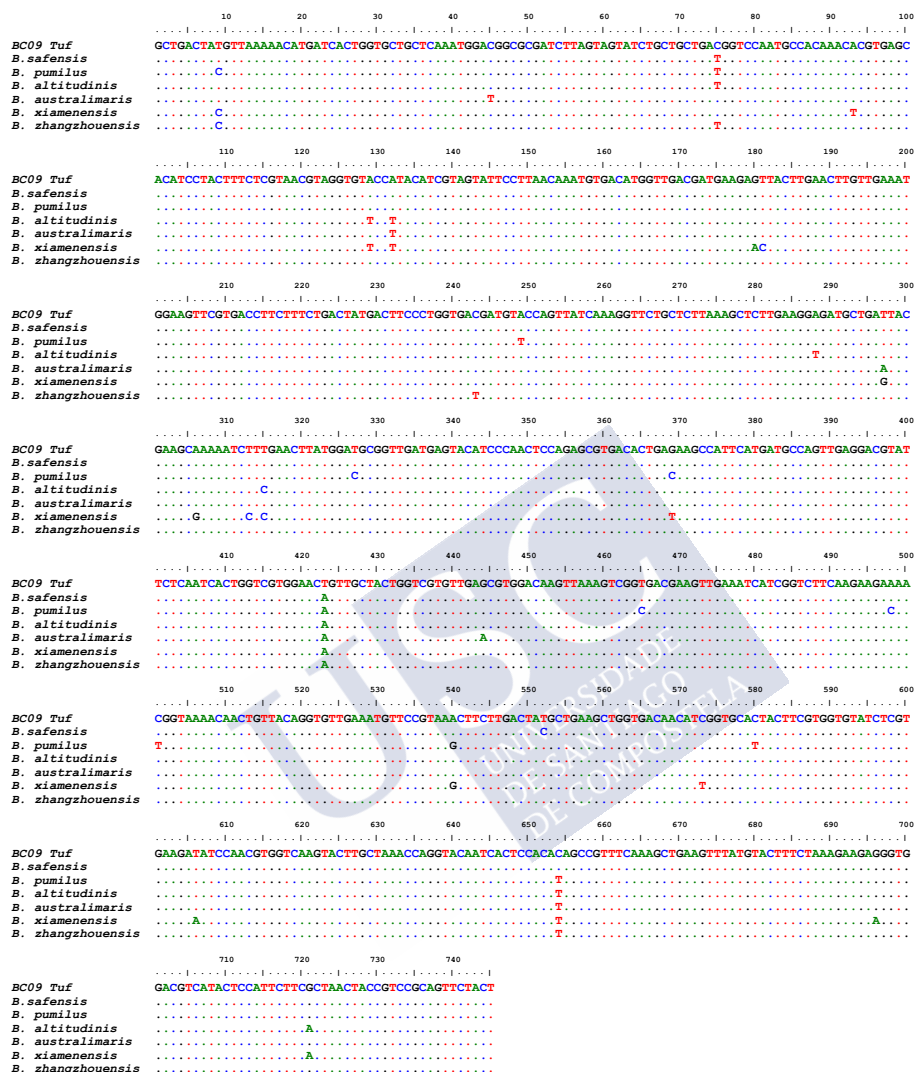 10 20 30 40 50 60 70 80 90 100
BC09 Tuf GCTGACTATGTTAAAAACATGATCACTGGTGCTGCTCAAATGGACGGCGCGATCTTAGTAGTATCTGCTGCTGACGGTCCAATGCCACAAACACGTGAGC
B.safensis T
B. pumilus C T
B. altitudinis T
B. australimaris T
B. xiamenensis C T
B. zhangzhouensis C T
110 120 130 140 150 160 170 180 190 200
BC09 Tuf ACATCCTACTTTCTCGTAACGTAGGTGTACCATACATCGTAGTATTCCTTAACAAATGTGACATGGTTGACGATGAAGAGTTACTTGAACTTGTTGAAAT
B.safensis
B. pumilus
B. altitudinis T T
B. australimaris T
B. xiamenensis T T AC
B. zhangzhouensis
210 220 230 240 250 260 270 280 290 300
BC09 Tuf GGAAGTTCGTGACCTTCTTTCTGACTATGACTTCCCTGGTGACGATGTACCAGTTATCAAAGGTTCTGCTCTTAAAGCTCTTGAAGGAGATGCTGATTAC
B.safensis
B. pumilus T
B. altitudinis T
B. australimaris A
B. xiamenensis G
B. zhangzhouensis T
310 320 330 340 350 360 370 380 390 400
BC09 Tuf GAAGCAAAAATCTTTGAACTTATGGATGCGGTTGATGAGTACATCCCAACTCCAGAGCGTGACACTGAGAAGCCATTCATGATGCCAGTTGAGGACGTAT
B.safensis
B. pumilus C C
B. altitudinis C
B. australimaris
B. xiamenensis G C C T
B. zhangzhouensis
410 420 430 440 450 460 470 480 490 500
BC09 Tuf TCTCAATCACTGGTCGTGGAACTGTTGCTACTGGTCGTGTTGAGCGTGGACAAGTTAAAGTCGGTGACGAAGTTGAAATCATCGGTCTTCAAGAAGAAAA
B.safensis A
B. pumilus A C C
B. altitudinis A
B. australimaris A A
B. xiamenensis A
B. zhangzhouensis A
510 520 530 540 550 560 570 580 590 600
BC09 Tuf CGGTAAAACAACTGTTACAGGTGTTGAAATGTTCCGTAAACTTCTTGACTATGCTGAAGCTGGTGACAACATCGGTGCACTACTTCGTGGTGTATCTCGT
B.safensis C
B. pumilus T G T
B. altitudinis
B. australimaris
B. xiamenensis G T
B. zhangzhouensis
610 620 630 640 650 660 670 680 690 700
BC09 Tuf GAAGATATCCAACGTGGTCAAGTACTTGCTAAACCAGGTACAATCACTCCACACAGCCGTTTCAAAGCTGAAGTTTATGTACTTTCTAAAGAAGAGGGTG
B.safensis
B. pumilus T
B. altitudinis T
B. australimaris T
B. xiamenensis A T A
B. zhangzhouensis T
710 720 730 740
BC09 Tuf GACGTCATACTCCATTCTTCGCTAACTACCGTCCGCAGTTCTACT
B.safensis
B. pumilus
B. altitudinis A
B. australimaris
B. xiamenensis A
B. zhangzhouensis
USC
UNIVERSIDADE
DE SANTIAGO
DE COMPOSTELA